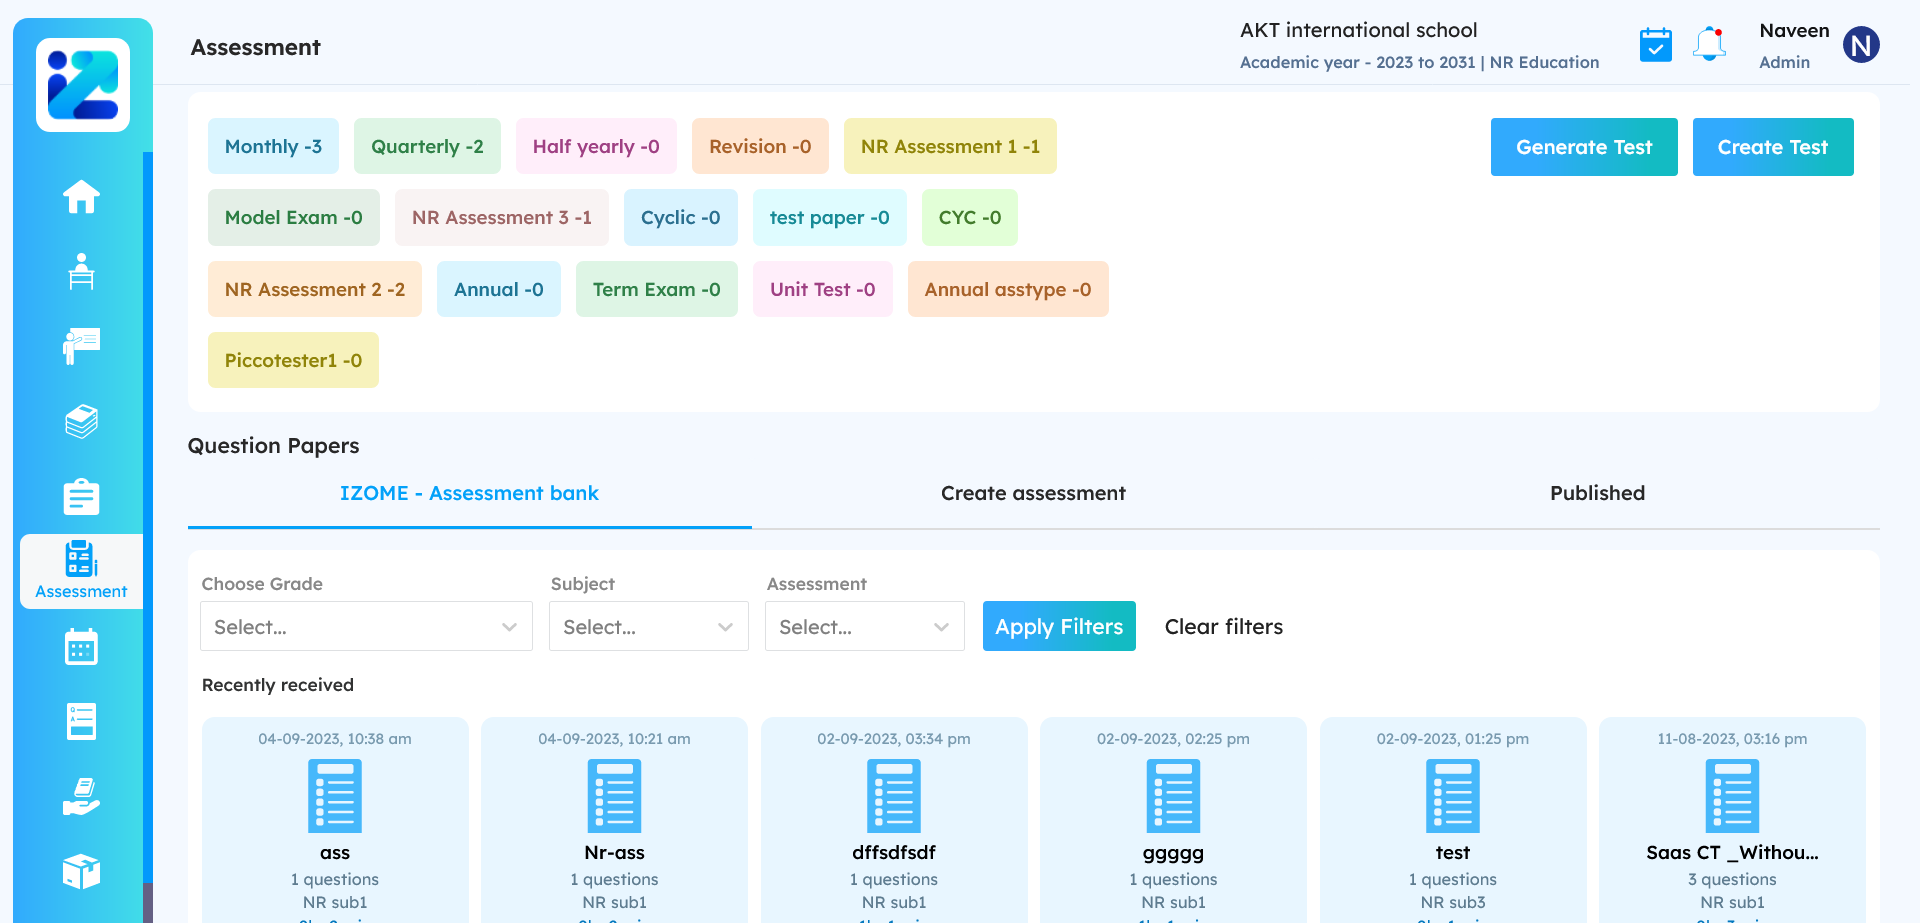 Assessment
AKT international school
Academic year - 2023 to 2031 | NR Education
Naveen
Admin
N
Monthly -3
Quarterly -2
Half yearly -0
Revision -0
NR Assessment 1 -1
Generate Test
Create Test
Model Exam -0
NR Assessment 3 -1
Cyclic -0
test paper -0
CYC -0
NR Assessment 2 -2
Annual -0
Term Exam -0
Unit Test -0
Annual asstype -0
Piccotester1 -0
Assessment
Question Papers
IZOME - Assessment bank
Create assessment
Published
Choose Grade
Subject
Assessment
Select...
Select...
Select...
Apply Filters
Clear filters
Recently received
04-09-2023, 10:38 am
ass
1 questions
NR sub1
04-09-2023, 10:21 am
Nr-ass
1 questions
NR sub1
02-09-2023, 03:34 pm
dffsdfsdf
1 questions
NR sub1
02-09-2023, 02:25 pm
ggggg
1 questions
NR sub1
02-09-2023, 01:25 pm
test
1 questions
NR sub3
11-08-2023, 03:16 pm
Saas CT _Withou...
3 questions
NR sub1